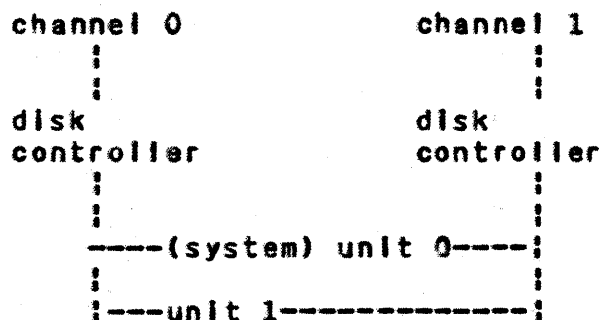 channel 0 channel 1
disk disk
controller controller
----(system) unit 0----
---unit 1--------------